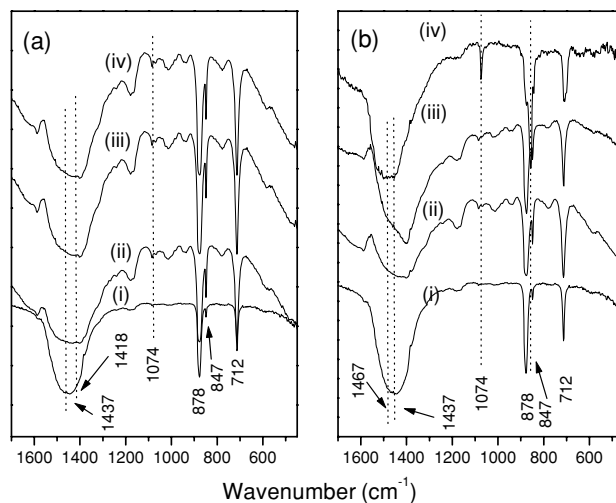 (a)
(iv)
(iii)
(ii)
(i)
1418
1437
1074
878
847
712
1600 1400 1200 1000 800 600
(b)
(iv)
(iii)
(ii)
(i)
1467
1437
1074
878
847
712
1600 1400 1200 1000 800 600
Wavenumber (cm⁻¹)